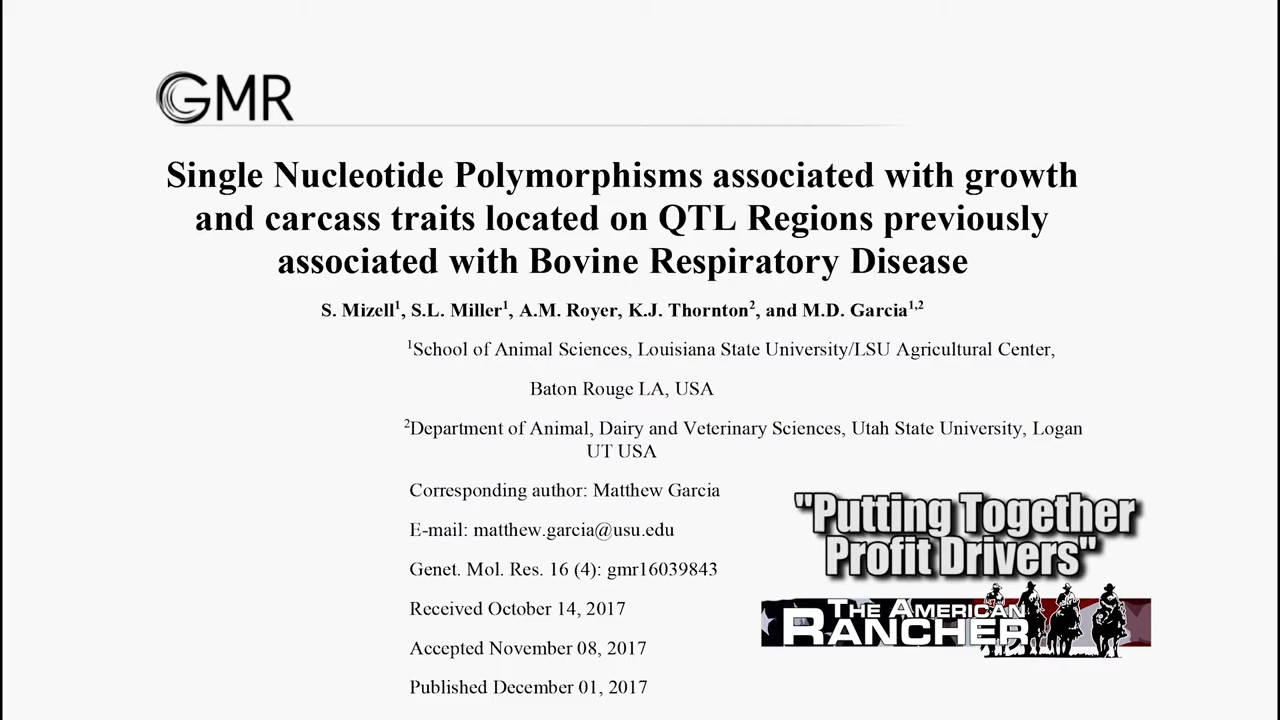 GMR
Single Nucleotide Polymorphisms associated with growth
and carcass traits located on QTL Regions previously
associated with Bovine Respiratory Disease
S. Mizell1, S.L. Miller1, A.M. Royer, K.J. Thornton2, and M.D. Garcia1,2
1School of Animal Sciences, Louisiana State University/LSU Agricultural Center,
Baton Rouge LA, USA
2Department of Animal, Dairy and Veterinary Sciences, Utah State University, Logan
UT USA
Corresponding author: Matthew Garcia
E-mail: matthew.garcia@usu.edu
Genet. Mol. Res. 16 (4): gmr16039843
Received October 14, 2017
Accepted November 08, 2017
Published December 01, 2017
"Putting Together
Profit Drivers"
THE AMERICAN
RANCHER